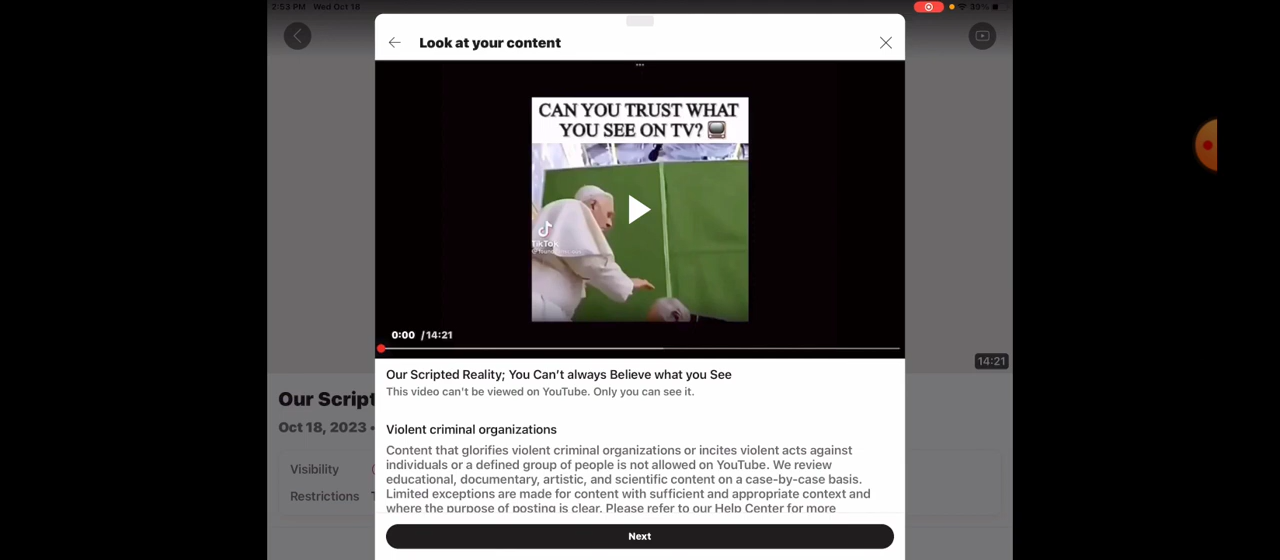 2:53 PM Wed Oct 18
30%
Look at your content
CAN YOU TRUST WHAT
YOU SEE ON TV?
TikTok
0:00 / 14:21
14:21
Our Scripted Reality; You Can't always Believe what you See
This video can't be viewed on YouTube. Only you can see it.
Our Script
Oct 18, 2023 •
Violent criminal organizations
Content that glorifies violent criminal organizations or incites violent acts against
individuals or a defined group of people is not allowed on YouTube. We review
educational, documentary, artistic, and scientific content on a case-by-case basis.
Limited exceptions are made for content with sufficient and appropriate context and
where the purpose of posting is clear. Please refer to our Help Center for more
Visibility
Restrictions T
Next